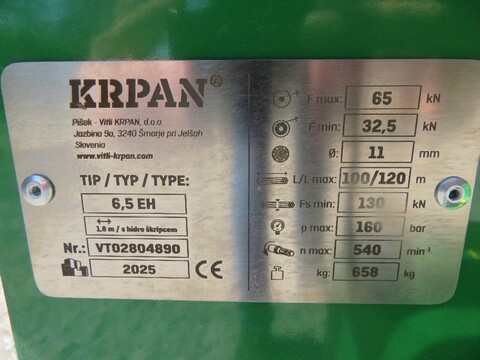 KRPAN®
Pišek - Vitli KRPAN, d.o.o.
Jazbina 9a, 3240 Šmarje pri Jelšah
Slovenia
www.vitli-krpan.com
TIP / TYP / TYPE:
6,5 EH
1,8 m / s hidro škripcem
Nr.: VT02804890
2025 CE
F max: 65 kN
F min: 32,5 kN
Ø: 11 mm
L/L max: 100/120 m
Fs min: 130 kN
p max: 160 bar
n max: 540 min⁻¹
kg: 658 kg